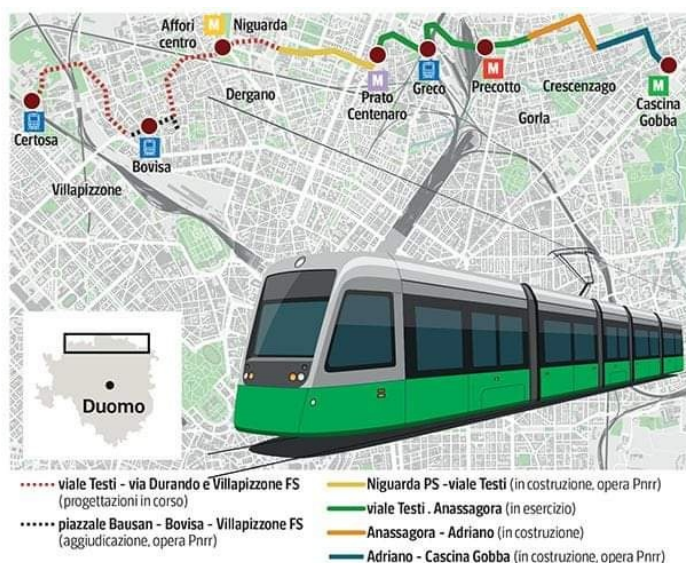 Affori
centro
M
Niguarda
Certosa
Villapizzone
Bovisa
Dergano
M
Prato
Centenaro
Greco
M
Precotto
Gorla
Crescenzago
M
Cascina
Gobba
Duomo
viale Testi - via Durando e Villapizzone FS
(progettazioni in corso)
piazzale Bausan - Bovisa - Villapizzone FS
(aggiudicazione, opera Pnrr)
Niguarda PS -viale Testi (in costruzione, opera Pnrr)
viale Testi . Anassagora (in esercizio)
Anassagora - Adriano (in costruzione)
Adriano - Cascina Gobba (in costruzione, opera Pnrr)